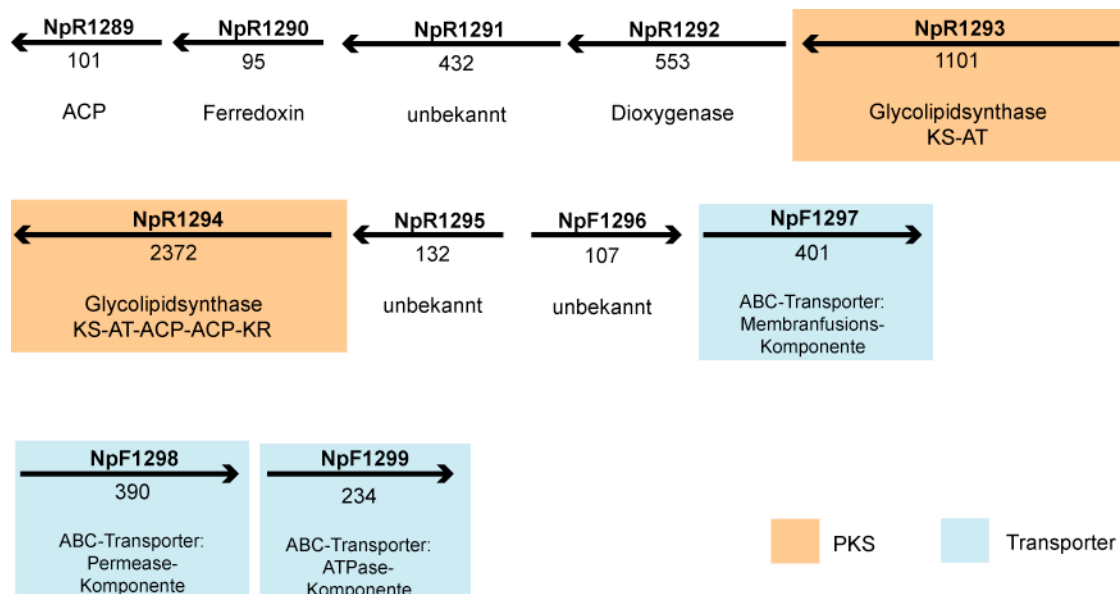 NpR1289 NpR1290 NpR1291 NpR1292 NpR1293
101 95 432 553 1101
ACP Ferredoxin unbekannt Dioxygenase Glycolipidsynthase
KS-AT
NpR1294 NpR1295 NpF1296 NpF1297
2372 132 107 401
Glycolipidsynthase unbekannt unbekannt ABC-Transporter:
KS-AT-ACP-ACP-KR Membranfusions-
Komponente
NpF1298 NpF1299
390 234
ABC-Transporter: ABC-Transporter:
Permease- ATPase-
Komponente Komponente
PKS Transporter